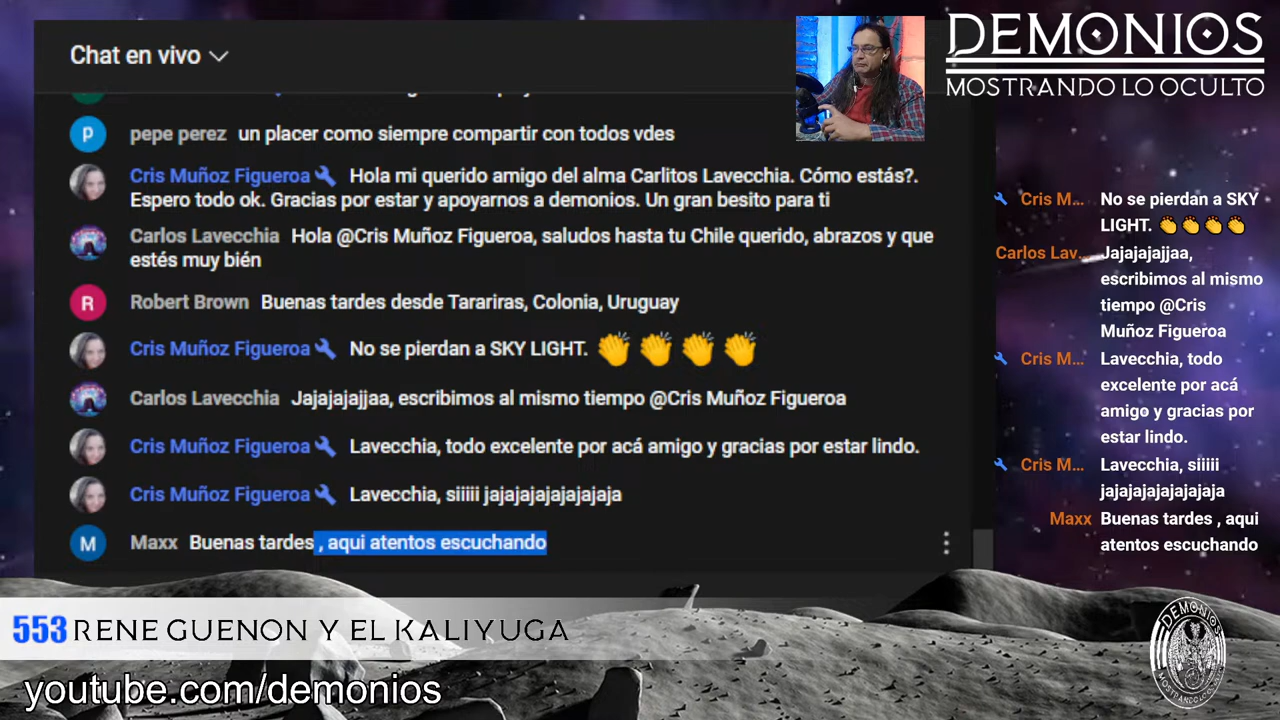 Chat en vivo
pepe perez un placer como siempre compartir con todos vdes
Cris Muñoz Figueroa Hola mi querido amigo del alma Carlitos Lavecchia. Cómo estás?.
Espero todo ok. Gracias por estar y apoyarnos a demonios. Un gran besito para ti
Carlos Lavecchia Hola @Cris Muñoz Figueroa, saludos hasta tu Chile querido, abrazos y que
estés muy bién
R Robert Brown Buenas tardes desde Tarariras, Colonia, Uruguay
Cris Muñoz Figueroa No se pierdan a SKY LIGHT. 👏 👏 👏 👏
Carlos Lavecchia Jajajajajjaa, escribimos al mismo tiempo @Cris Muñoz Figueroa
Cris Muñoz Figueroa Lavecchia, todo excelente por acá amigo y gracias por estar lindo.
Cris Muñoz Figueroa Lavecchia, siiiii jajajajajajajaja
M Maxx Buenas tardes , aqui atentos escuchando
DEMONIOS
MOSTRANDO LO OCULTO
Cris M... No se pierdan a SKY
LIGHT. 👏👏👏👏
Carlos Lav... Jajajajajjaa,
escribimos al mismo
tiempo @Cris
Muñoz Figueroa
Cris M... Lavecchia, todo
excelente por acá
amigo y gracias por
estar lindo.
Cris M... Lavecchia, siiiii
jajajajajajajaja
Maxx Buenas tardes , aqui
atentos escuchando
553 RENE GUENON Y EL KALIYUGA
youtube.com/demonios
DEMONIOS
MOSTRANDO LO OCULTO